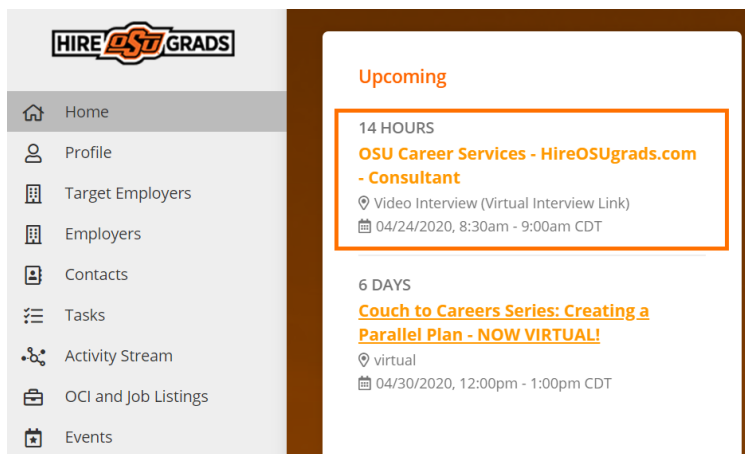 HIRE OSU GRADS
Home
Profile
Target Employers
Employers
Contacts
Tasks
Activity Stream
OCI and Job Listings
Events
Upcoming
14 HOURS
OSU Career Services - HireOSUgrads.com
- Consultant
Video Interview (Virtual Interview Link)
04/24/2020, 8:30am - 9:00am CDT
6 DAYS
Couch to Careers Series: Creating a
Parallel Plan - NOW VIRTUAL!
virtual
04/30/2020, 12:00pm - 1:00pm CDT